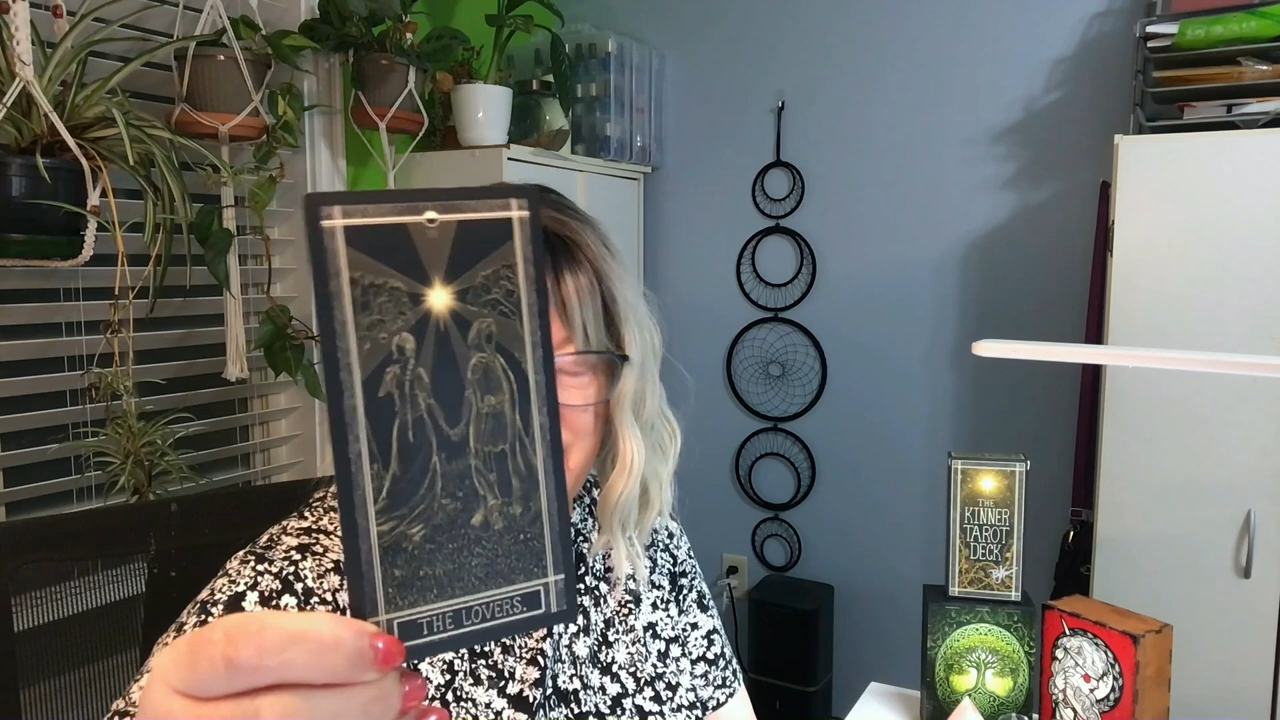 THE LOVERS.
THE
KINNER
TAROT
DECK